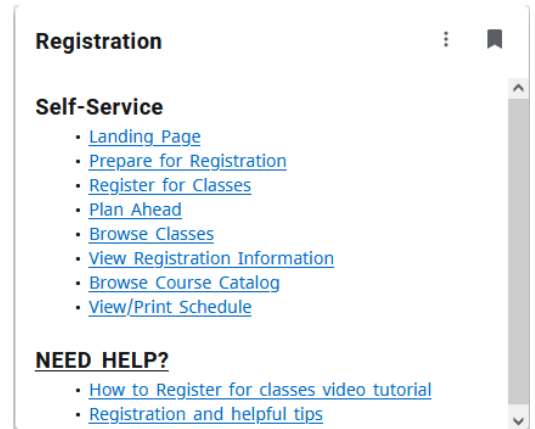 Registration
Self-Service
• Landing Page
• Prepare for Registration
• Register for Classes
• Plan Ahead
• Browse Classes
• View Registration Information
• Browse Course Catalog
• View/Print Schedule
NEED HELP?
• How to Register for classes video tutorial
• Registration and helpful tips